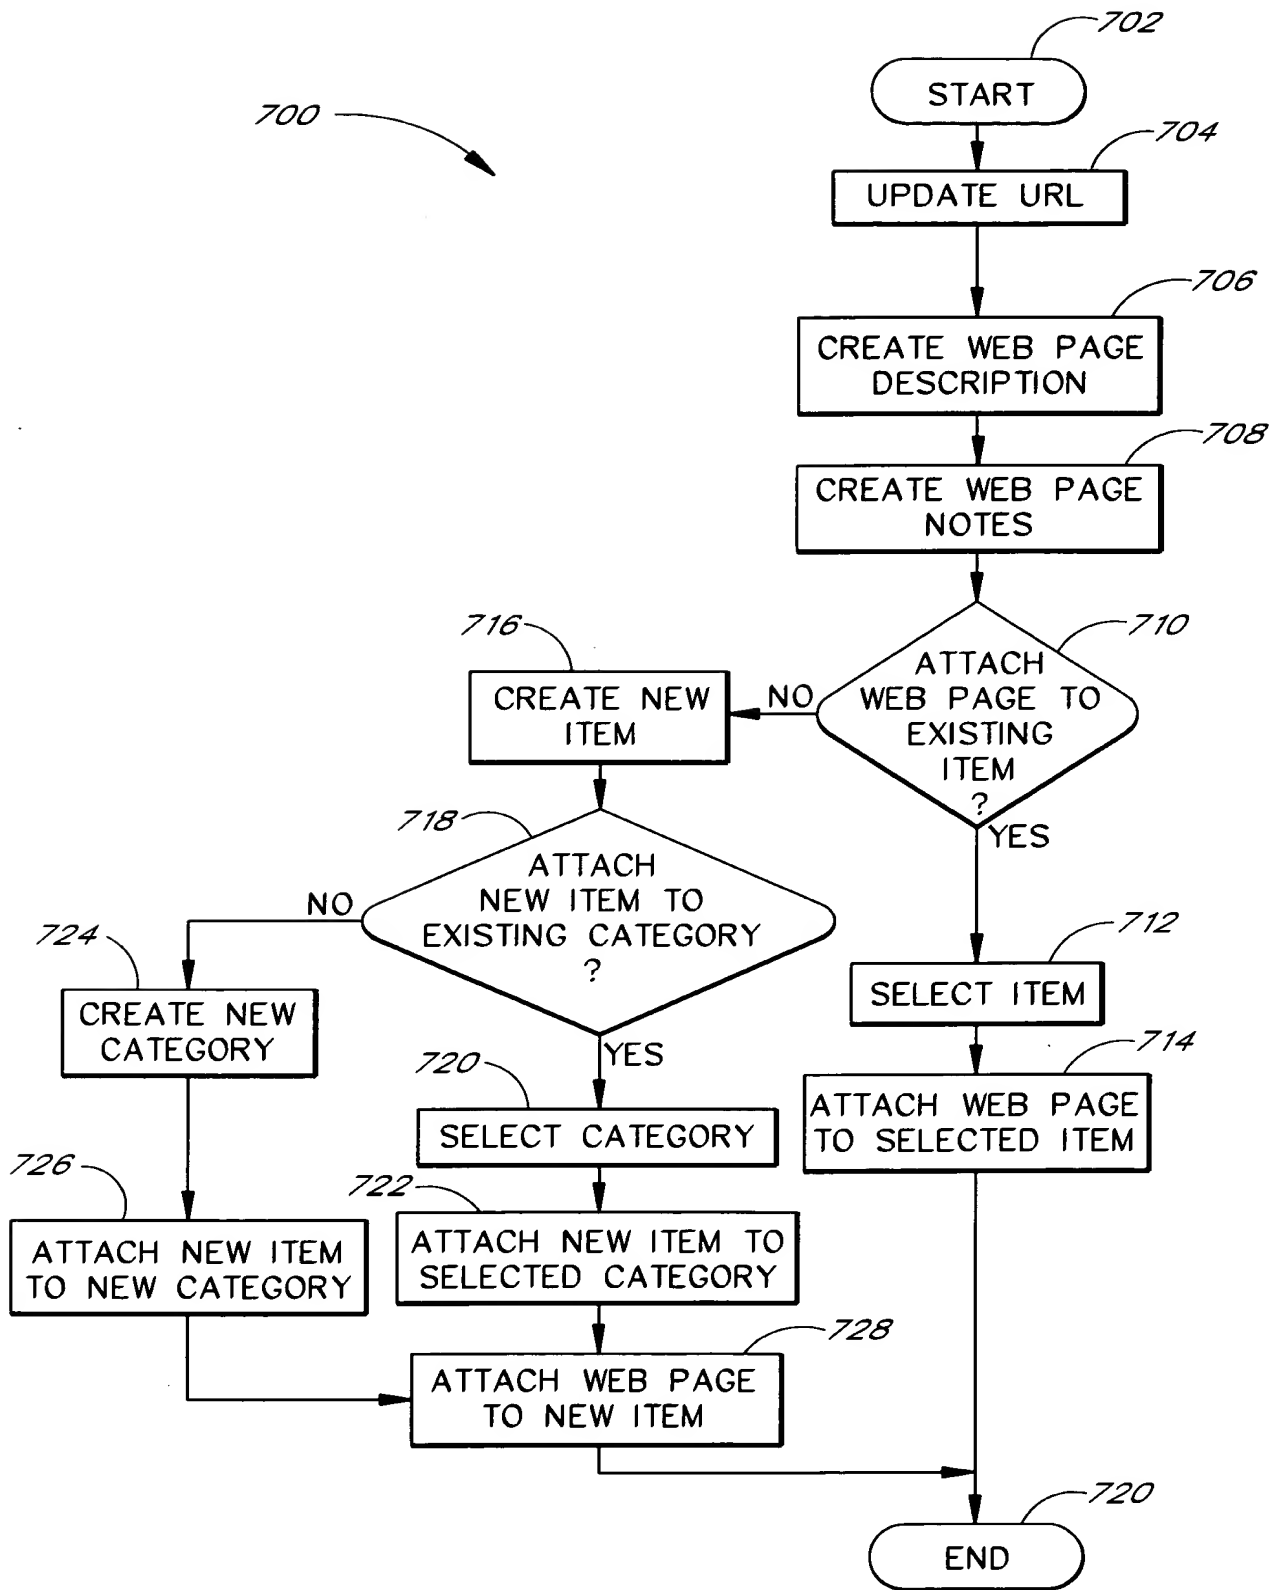 702
START
700
704
UPDATE URL
706
CREATE WEB PAGE
DESCRIPTION
708
CREATE WEB PAGE
NOTES
710
ATTACH
WEB PAGE TO
EXISTING
ITEM
?
NO
YES
716
CREATE NEW
ITEM
718
ATTACH
NEW ITEM TO
EXISTING CATEGORY
?
NO
YES
712
SELECT ITEM
714
ATTACH WEB PAGE
TO SELECTED ITEM
724
CREATE NEW
CATEGORY
720
SELECT CATEGORY
726
ATTACH NEW ITEM
TO NEW CATEGORY
722
ATTACH NEW ITEM TO
SELECTED CATEGORY
728
ATTACH WEB PAGE
TO NEW ITEM
720
END